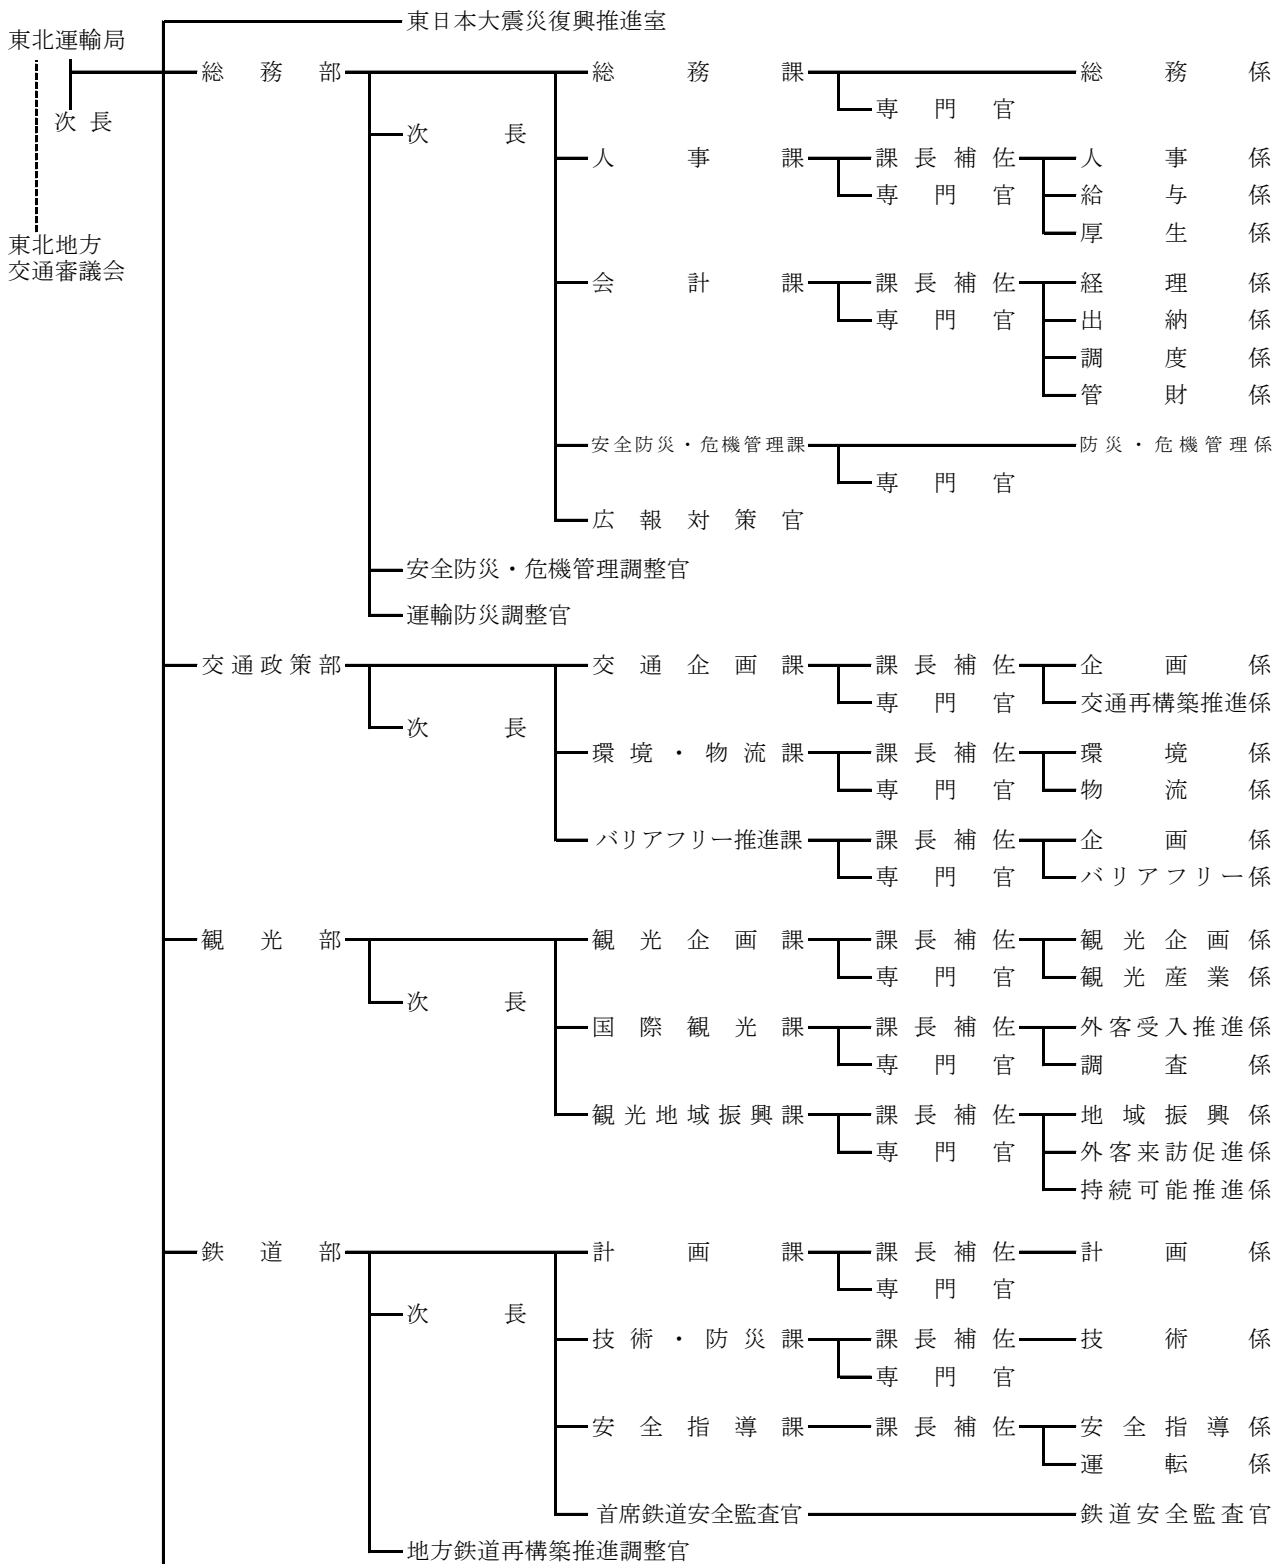 東日本大震災復興推進室
東北運輸局
総務部 総務課 総務係
専門官
次長
次長
人事課 課長補佐 人事係
専門官 給与係
厚生係
東北地方
交通審議会
会計課 課長補佐 経理係
専門官 出納係
調度係
管財係
安全防災・危機管理課 防災・危機管理係
専門官
広報対策官
安全防災・危機管理調整官
運輸防災調整官
交通政策部 交通企画課 課長補佐 企画係
専門官 交通再構築推進係
次長
環境・物流課 課長補佐 環境係
専門官 物流係
バリアフリー推進課 課長補佐 企画係
専門官 バリアフリー係
観光部 観光企画課 課長補佐 観光企画係
専門官 観光産業係
次長
国際観光課 課長補佐 外客受入推進係
専門官 調査係
観光地域振興課 課長補佐 地域振興係
専門官 外客来訪促進係
持続可能推進係
鉄道部 計画課 課長補佐 計画係
専門官
次長
技術・防災課 課長補佐 技術係
専門官
安全指導課 課長補佐 安全指導係
運転係
首席鉄道安全監査官 鉄道安全監査官
地方鉄道再構築推進調整官